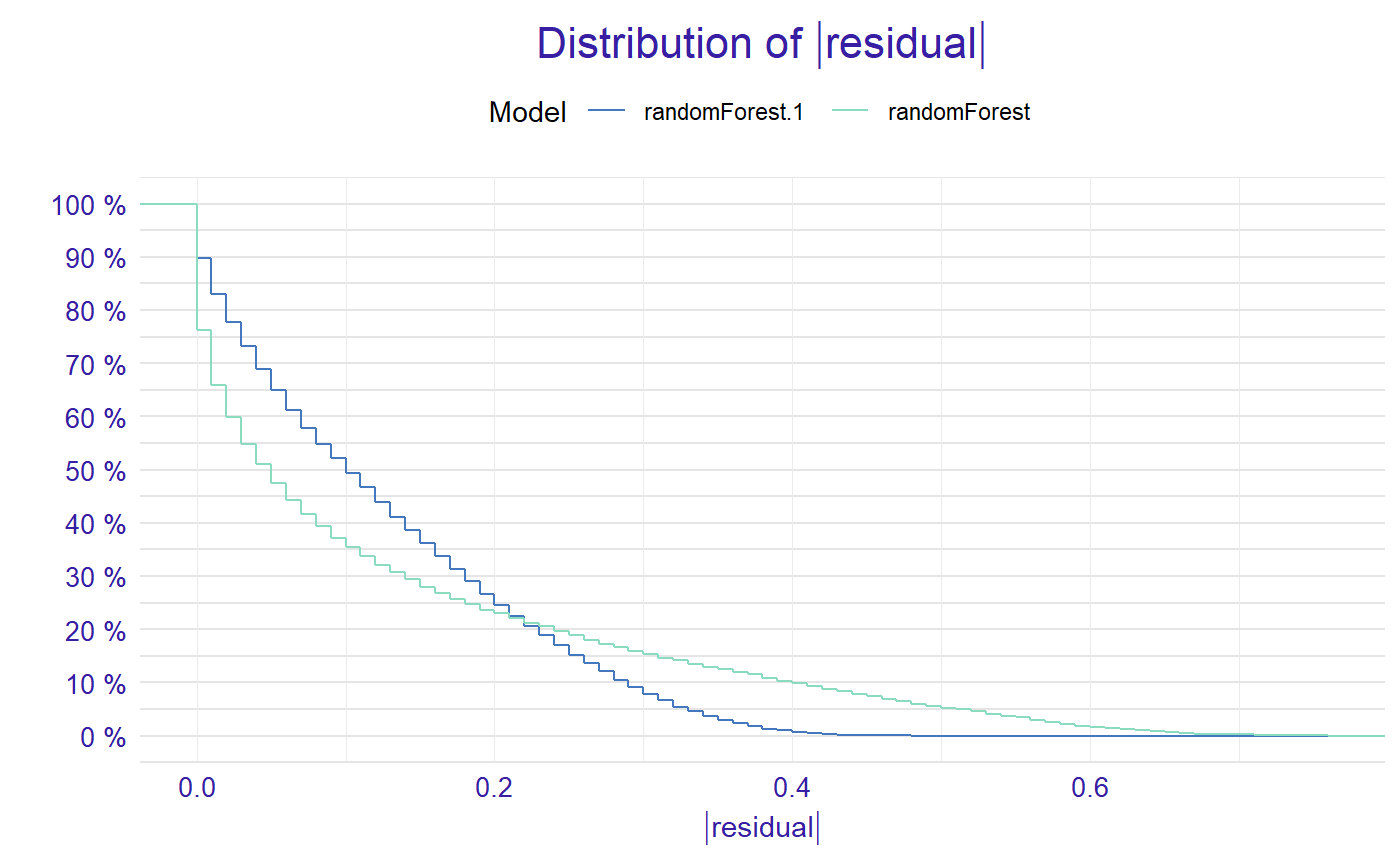 Distribution of |residual|
Model randomForest.1 randomForest
100 %
90 %
80 %
70 %
60 %
50 %
40 %
30 %
20 %
10 %
0 %
0.0 0.2 0.4 0.6
|residual|